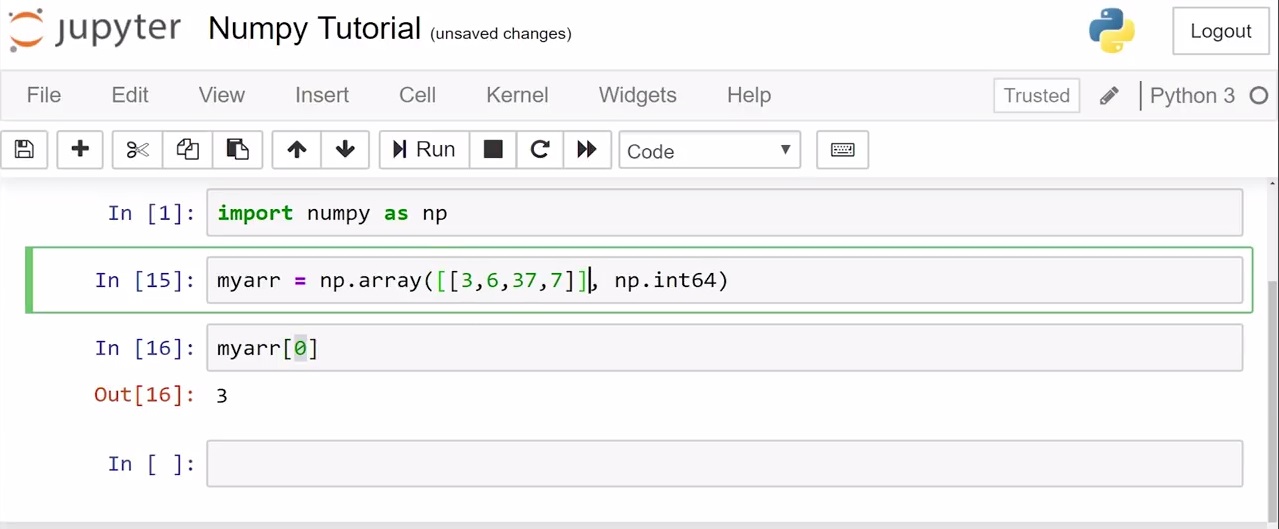 jupyter Numpy Tutorial (unsaved changes) Logout
File Edit View Insert Cell Kernel Widgets Help Trusted Python 3
Run Code
In [1]: import numpy as np
In [15]: myarr = np.array([[3,6,37,7]], np.int64)
In [16]: myarr[0]
Out[16]: 3
In [ ]: